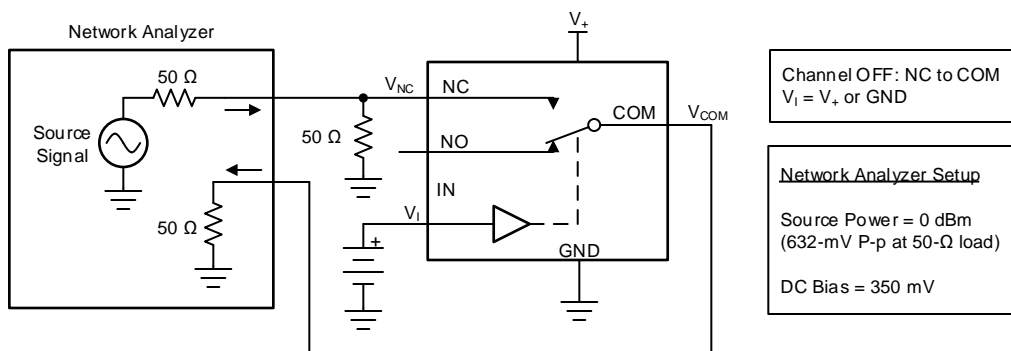 Network Analyzer
50 Ω
Source
Signal
50 Ω
50 Ω
V+
VNC
NC
NO
COM
VCOM
IN
VI
+
GND
Channel OFF: NC to COM
VI = V+ or GND
Network Analyzer Setup
Source Power = 0 dBm
(632-mV P-p at 50-Ω load)
DC Bias = 350 mV